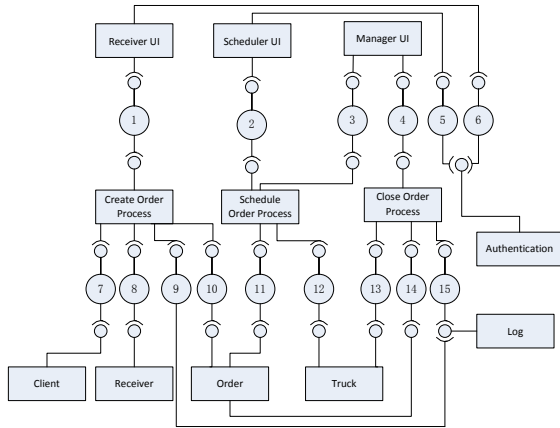 Receiver UI
Scheduler UI
Manager UI
1
2
3
4
5
6
Create Order
Process
Schedule
Order Process
Close Order
Process
Authentication
7
8
9
10
11
12
13
14
15
Log
Client
Receiver
Order
Truck